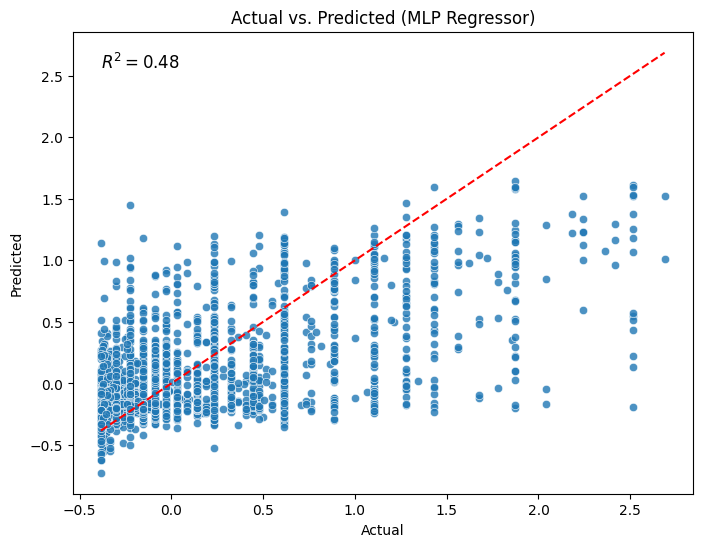 Actual vs. Predicted (MLP Regressor)
R² = 0.48
2.5
2.0
1.5
1.0
0.5
0.0
−0.5
Predicted
−0.5 0.0 0.5 1.0 1.5 2.0 2.5
Actual